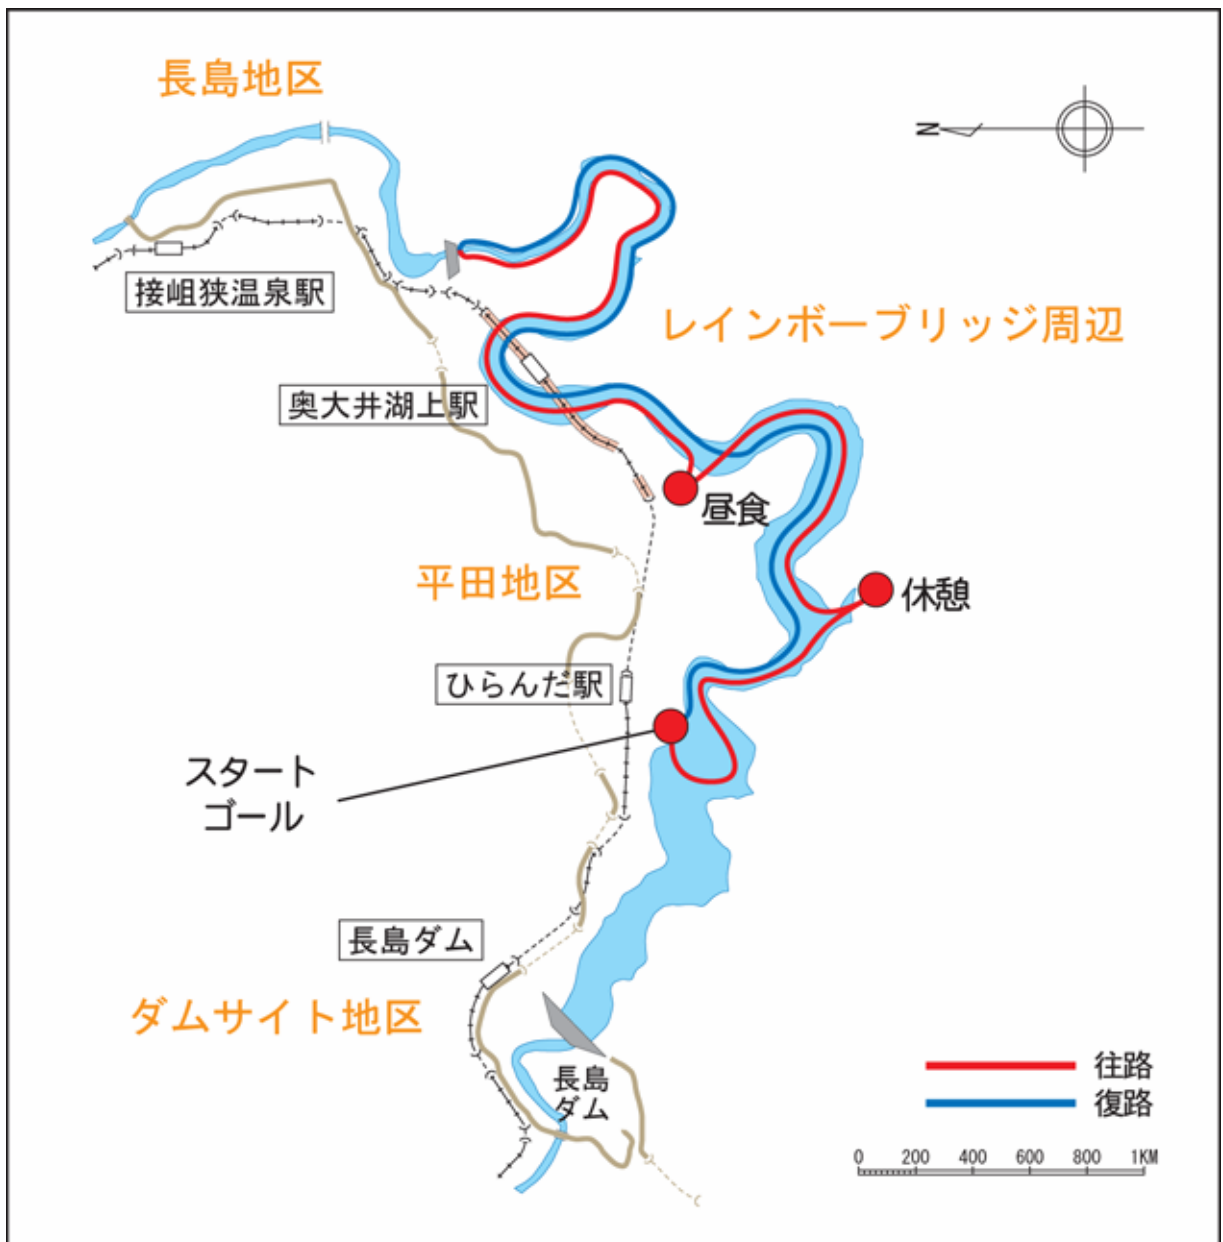 長島地区
N
接岨狭温泉駅
レインボーブリッジ周辺
奥大井湖上駅
昼食
平田地区
休憩
ひらんだ駅
スタート
ゴール
長島ダム
ダムサイト地区
長島
ダム
往路
復路
0 200 400 600 800 1KM